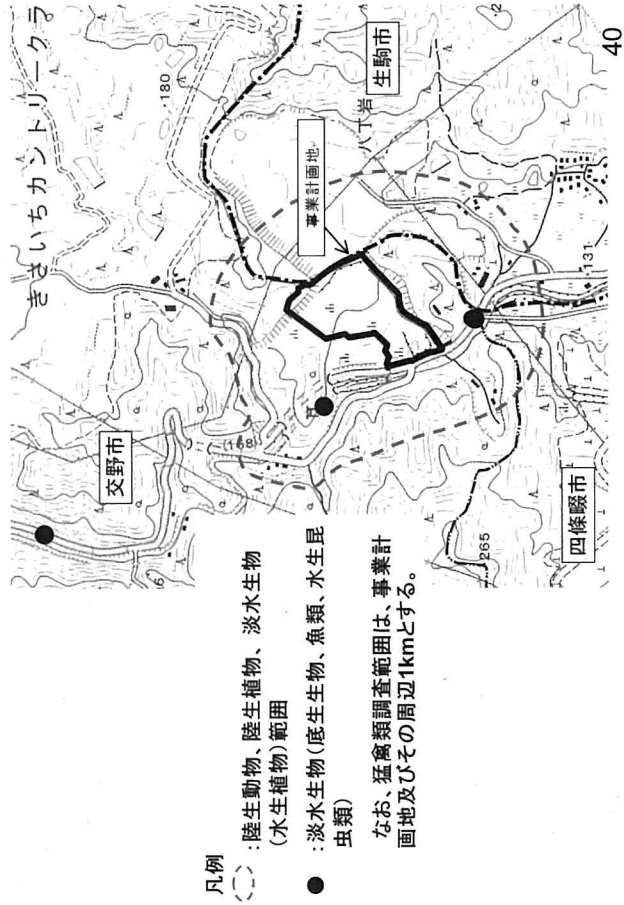 凡例
:陸生動物、陸生植物、淡水生物
(水生植物)範囲
:淡水生物(底生生物、魚類、水生昆
虫類)
なお、猛禽類調査範囲は、事業計
画地及びその周辺1kmとする。
きさいちカントリークラ
交野市
180
(168)
生駒市
八丁岩
事業計画地
131
265
四條畷市
40